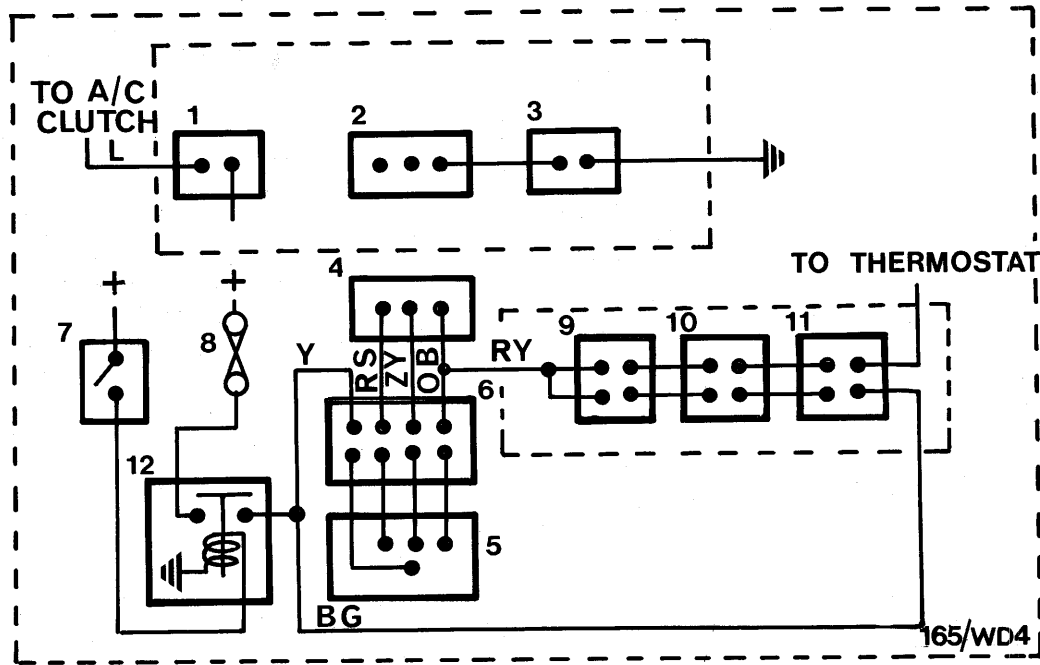 TO A/C
CLUTCH
L
1
2
3
TO THERMOSTAT
+
+
4
7
8
9
10
11
Y
RS
ZY
OB
RY
6
12
5
BG
165/WD4